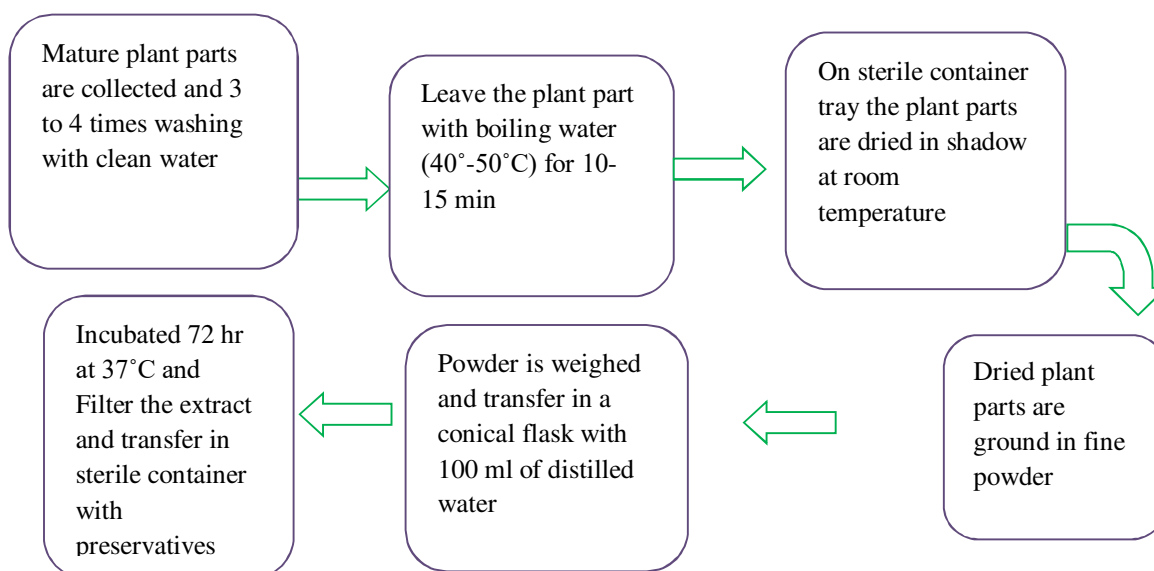 Mature plant parts
are collected and 3
to 4 times washing
with clean water
Leave the plant part
with boiling water
(40˚-50˚C) for 10-
15 min
On sterile container
tray the plant parts
are dried in shadow
at room
temperature
Dried plant
parts are
ground in fine
powder
Powder is weighed
and transfer in a
conical flask with
100 ml of distilled
water
Incubated 72 hr
at 37˚C and
Filter the extract
and transfer in
sterile container
with
preservatives